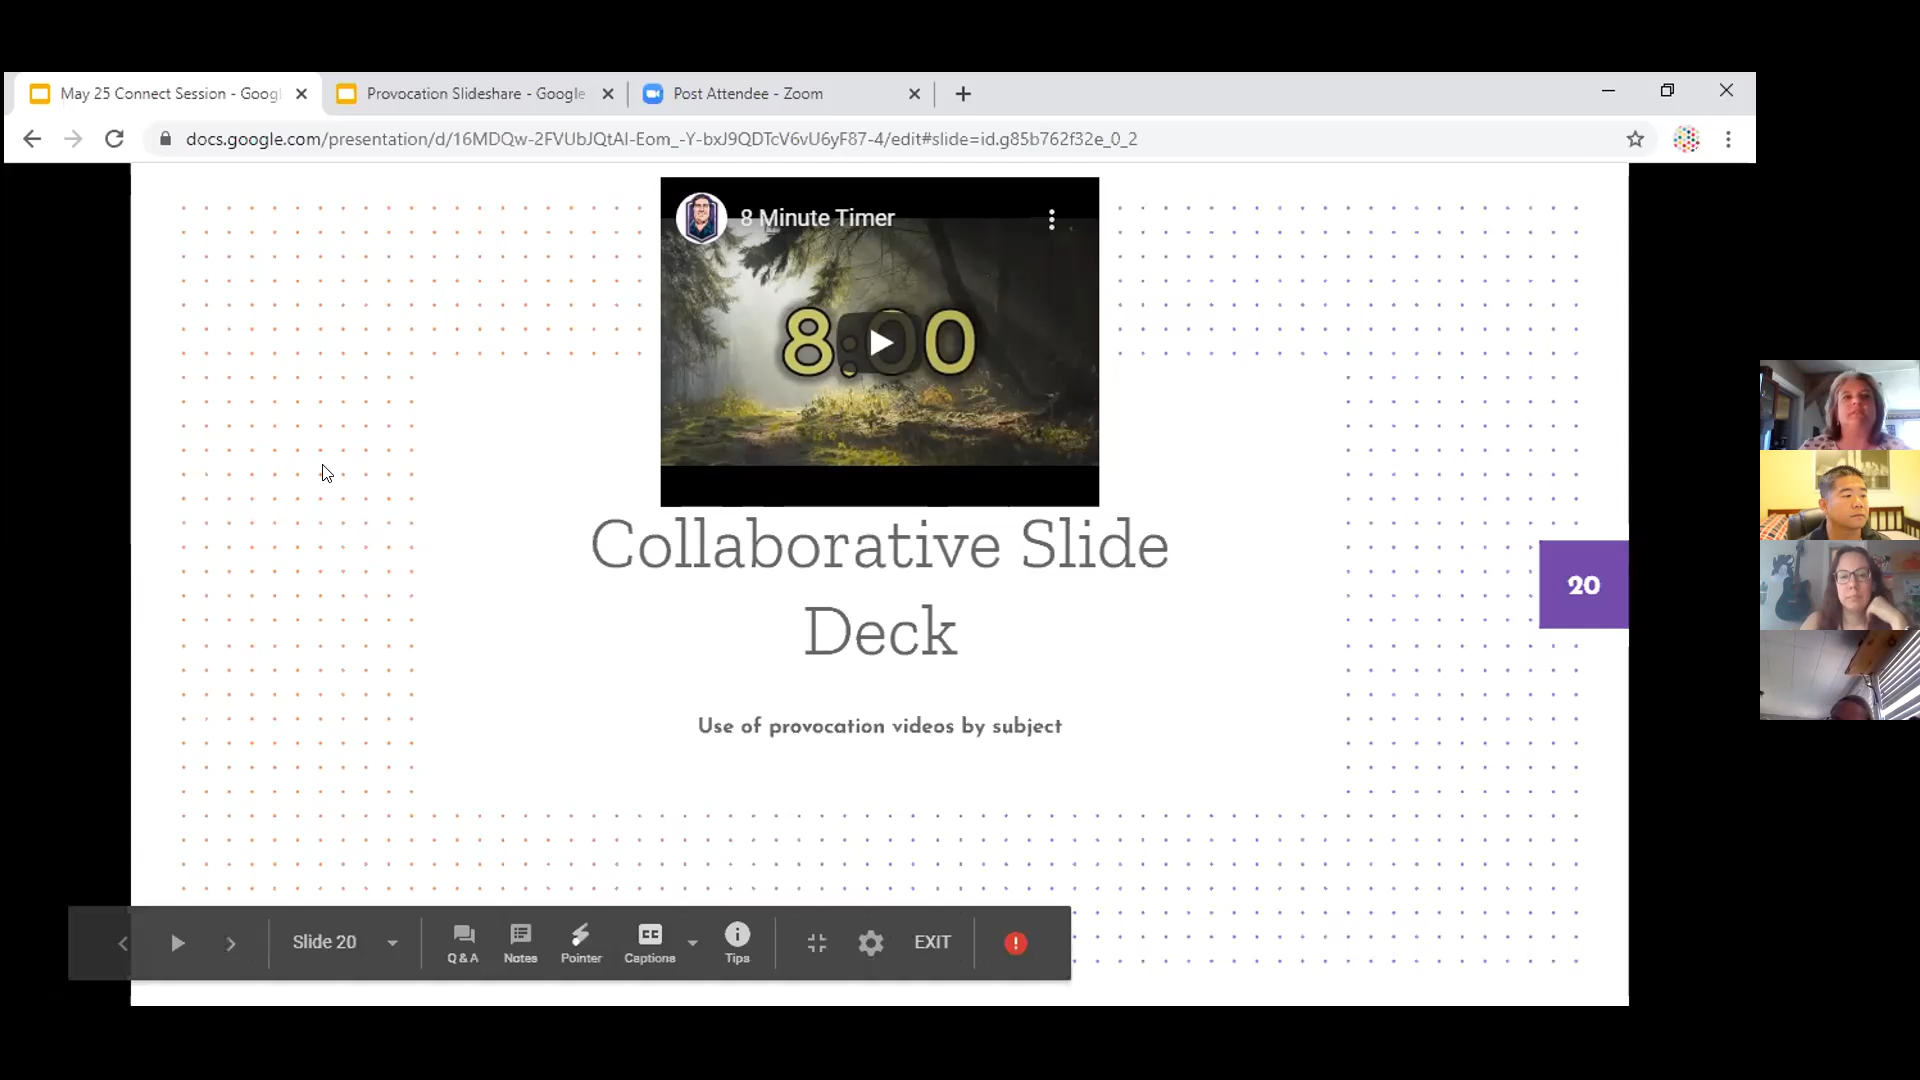 May 25 Connect Session - Googl
Provocation Slideshare - Google
Post Attendee - Zoom
docs.google.com/presentation/d/16MDQw-2FVUbJQtAI-Eom_-Y-bxJ9QDTcV6vU6yF87-4/edit#slide=id.g85b762f32e_0_2
8 Minute Timer
8:00
Collaborative Slide
Deck
20
Use of provocation videos by subject
Slide 20
Q & A
Notes
Pointer
CC
Captions
Tips
EXIT